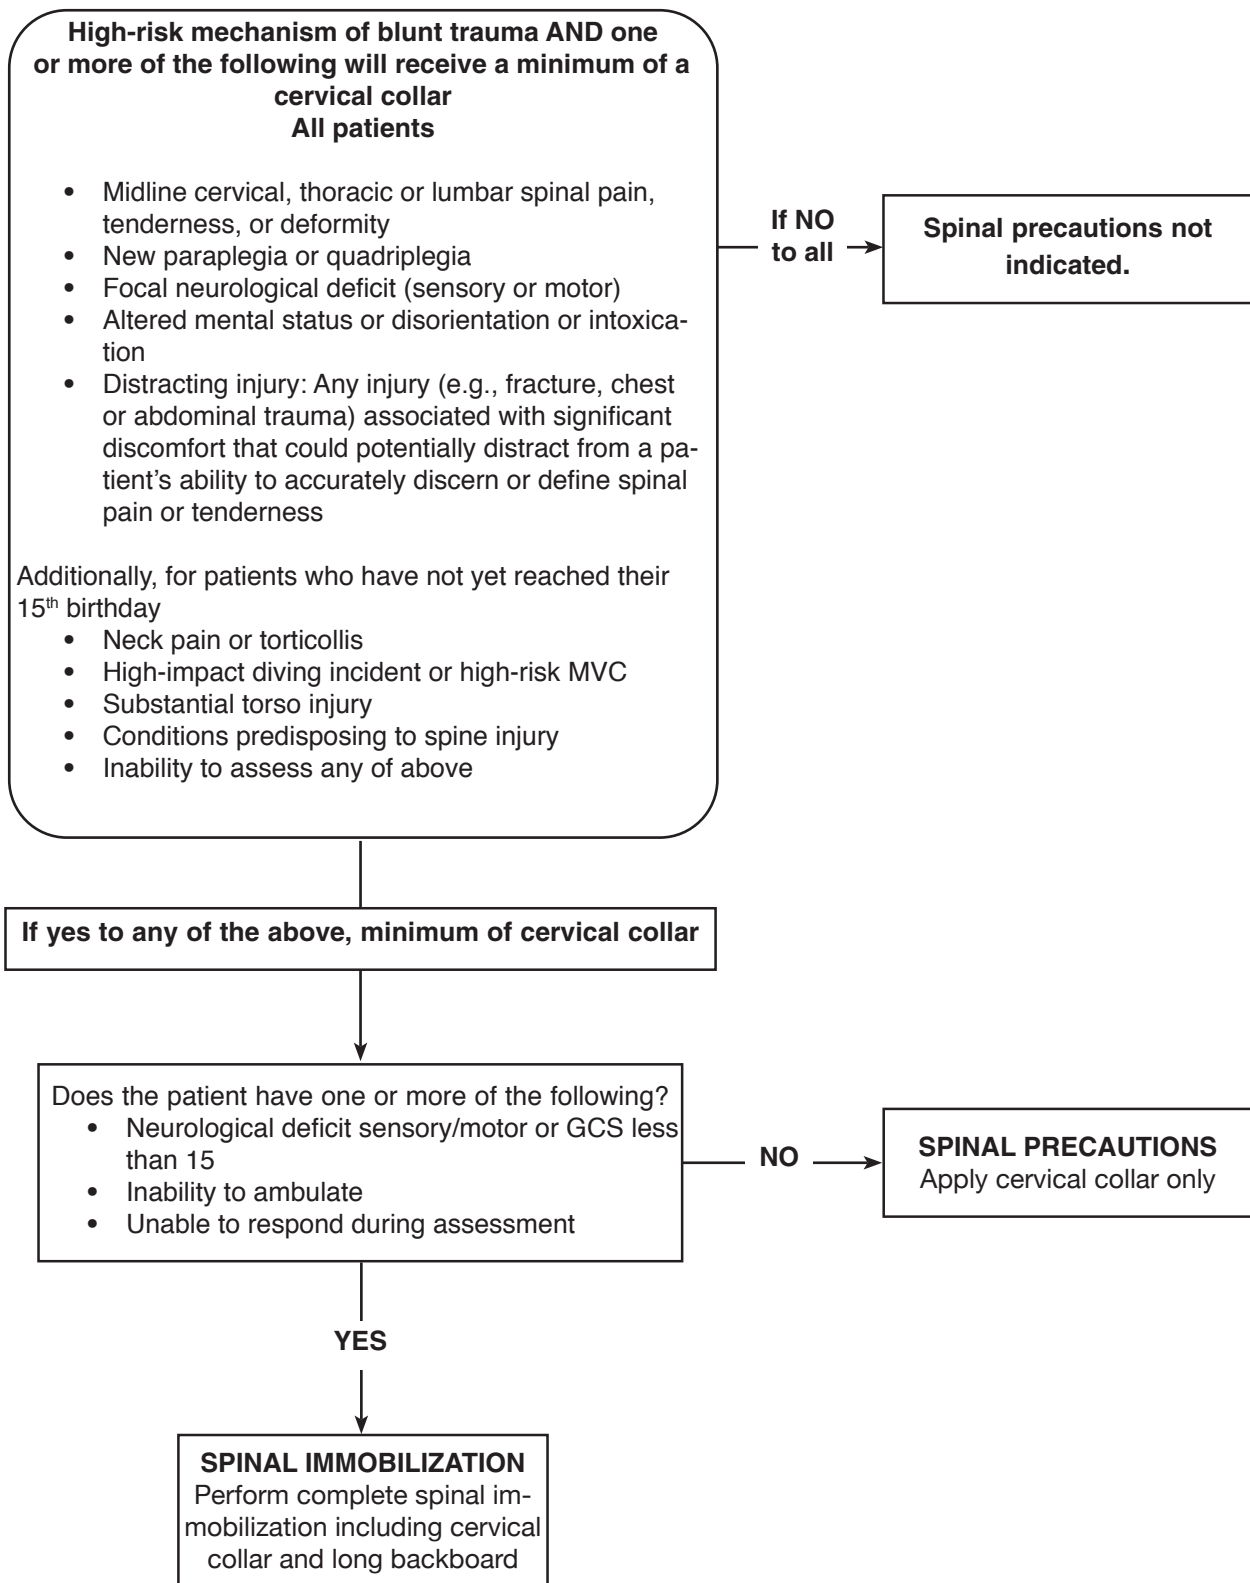 High-risk mechanism of blunt trauma AND one
or more of the following will receive a minimum of a
cervical collar
All patients
• Midline cervical, thoracic or lumbar spinal pain,
tenderness, or deformity
• New paraplegia or quadriplegia
• Focal neurological deficit (sensory or motor)
• Altered mental status or disorientation or intoxica-
tion
• Distracting injury: Any injury (e.g., fracture, chest
or abdominal trauma) associated with significant
discomfort that could potentially distract from a pa-
tient’s ability to accurately discern or define spinal
pain or tenderness
Additionally, for patients who have not yet reached their
15th birthday
• Neck pain or torticollis
• High-impact diving incident or high-risk MVC
• Substantial torso injury
• Conditions predisposing to spine injury
• Inability to assess any of above
If NO
to all
Spinal precautions not
indicated.
If yes to any of the above, minimum of cervical collar
Does the patient have one or more of the following?
• Neurological deficit sensory/motor or GCS less
than 15
• Inability to ambulate
• Unable to respond during assessment
NO
SPINAL PRECAUTIONS
Apply cervical collar only
YES
SPINAL IMMOBILIZATION
Perform complete spinal im-
mobilization including cervical
collar and long backboard